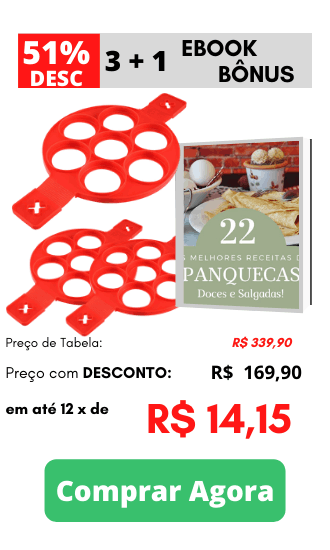 51%
DESC
3 + 1
EBOOK
BÔNUS
22
S MELHORES RECEITAS D
PANQUECAS
Doces e Salgadas!
Preço de Tabela:
R$ 339,90
Preço com DESCONTO:
R$ 169,90
em até 12 x de
R$ 14,15
Comprar Agora